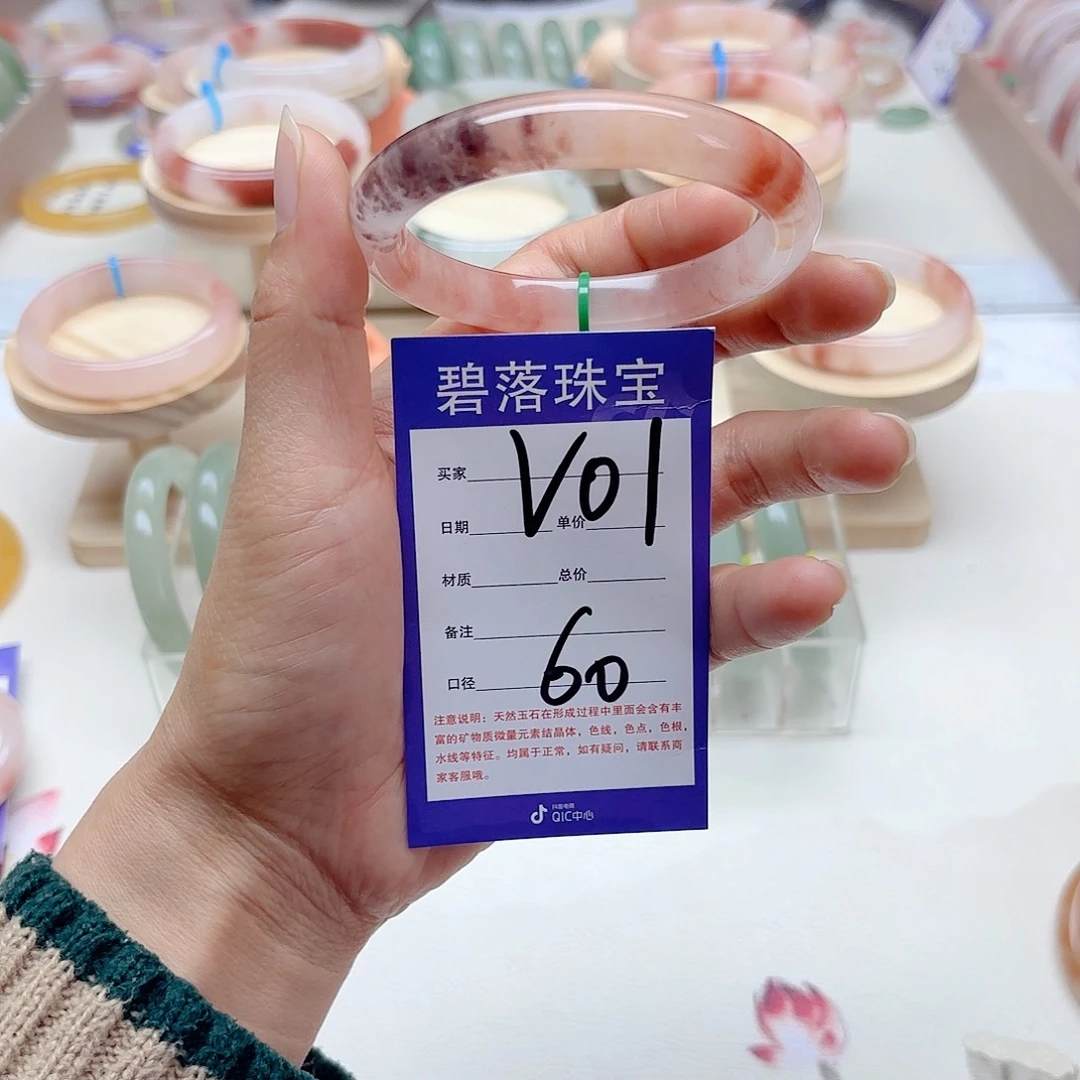 碧落珠宝
V01
买家
日期 单价
材质 总价
备注
口径 60
注意说明：天然玉石在形成过程中里面会含有丰
富的矿物质微量元素结晶体，色线，色点，色根，
水线等特征。均属于正常，如有疑问，请联系商
家客服哦。
抖音电商
QIC中心